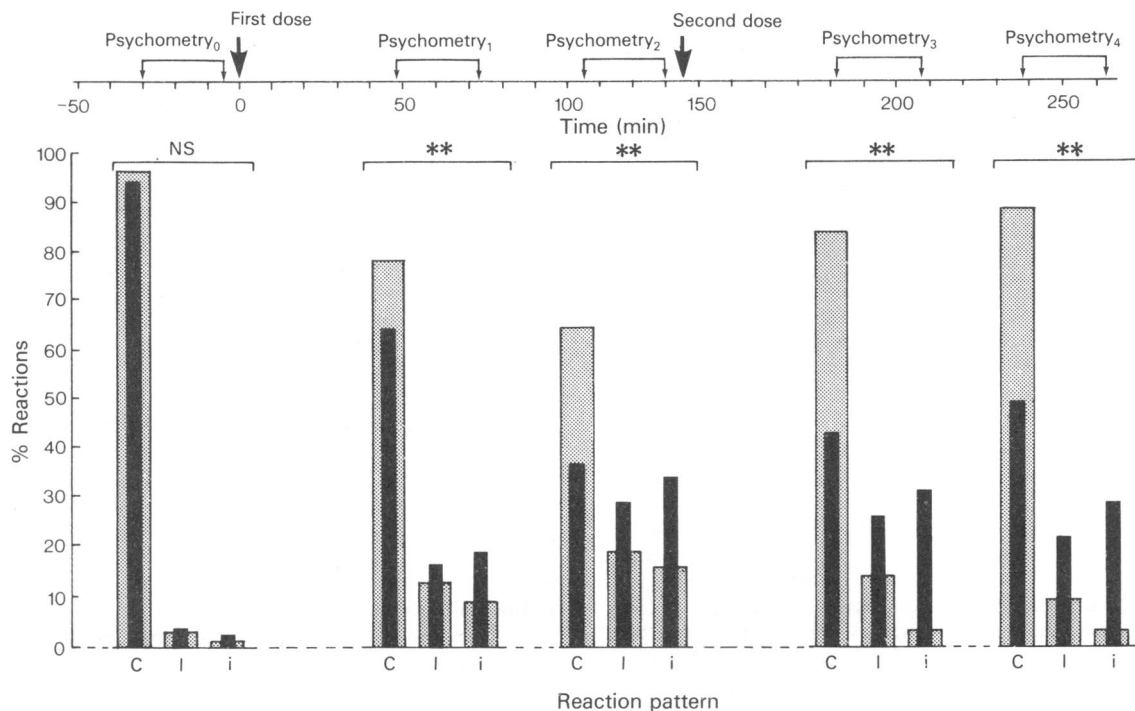 First dose
Second dose
Psychometry₀ Psychometry₁ Psychometry₂ Psychometry₃ Psychometry₄
−50 0 50 100 150 200 250
Time (min)
NS ** ** ** **
100
90
80
70
60
50
40
30
20
10
0
% Reactions
C I i C I i C I i C I i C I i
Reaction pattern